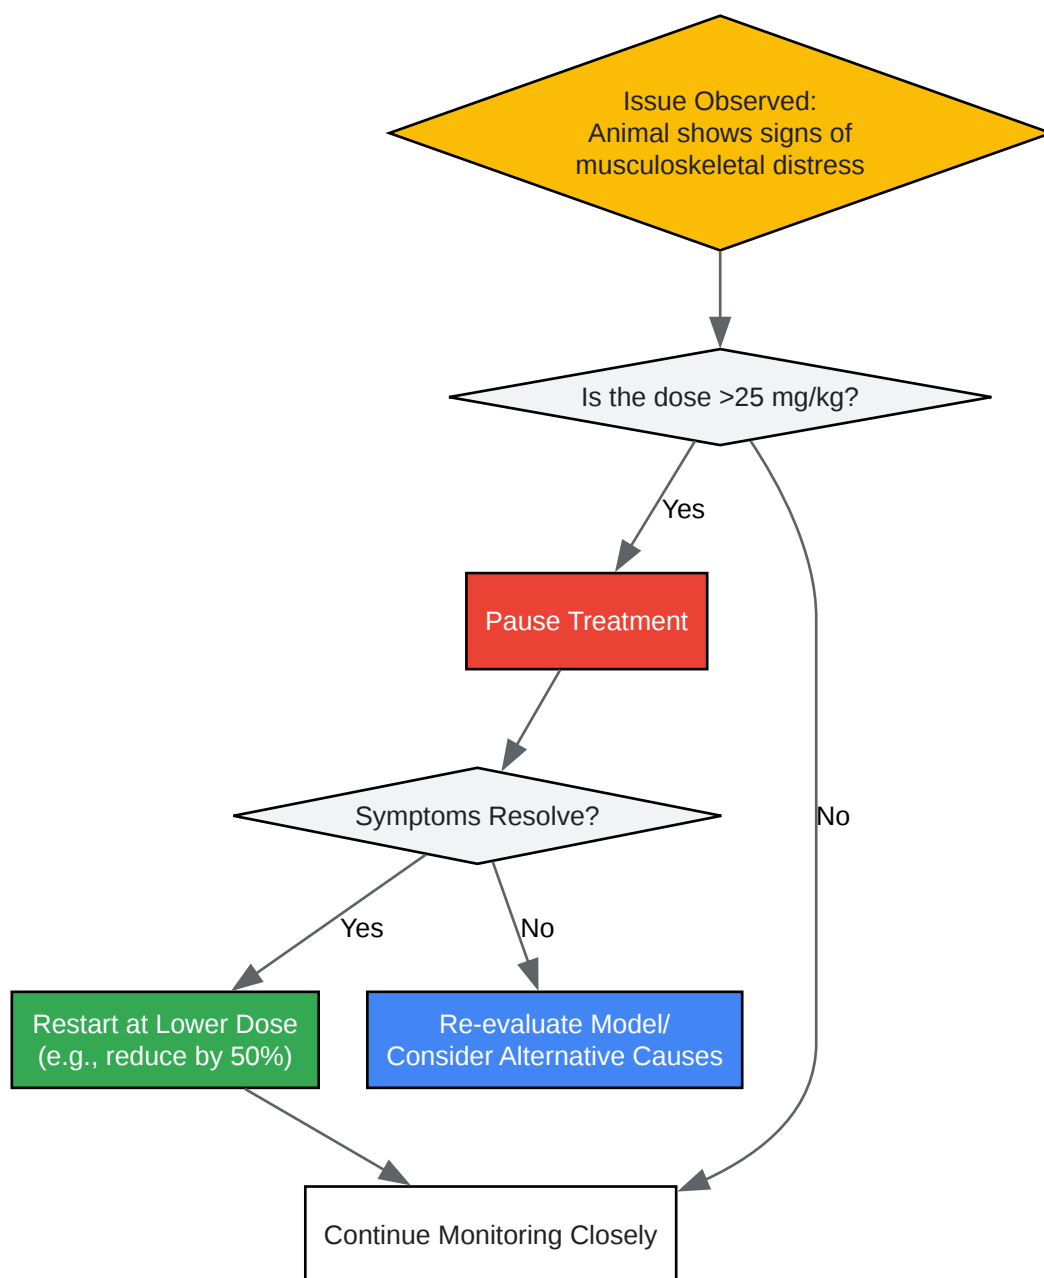 Issue Observed:
Animal shows signs of
musculoskeletal distress
Is the dose >25 mg/kg?
Yes
Pause Treatment
Symptoms Resolve?
No
Yes
No
Restart at Lower Dose
(e.g., reduce by 50%)
Re-evaluate Model/
Consider Alternative Causes
Continue Monitoring Closely